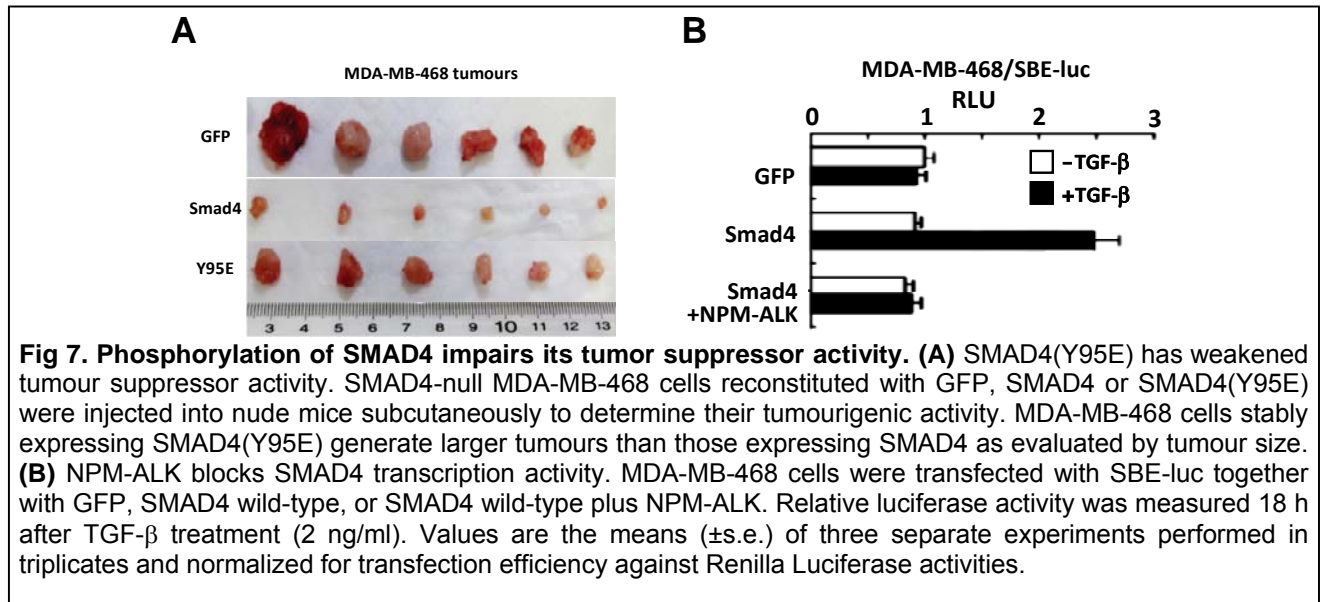 A
MDA-MB-468 tumours
GFP
Smad4
Y95E
3 4 5 6 7 8 9 10 11 12 13
B
MDA-MB-468/SBE-luc
RLU
0 1 2 3
−TGF-β
+TGF-β
GFP
Smad4
Smad4
+NPM-ALK
Fig 7. Phosphorylation of SMAD4 impairs its tumor suppressor activity. (A) SMAD4(Y95E) has weakened
tumour suppressor activity. SMAD4-null MDA-MB-468 cells reconstituted with GFP, SMAD4 or SMAD4(Y95E)
were injected into nude mice subcutaneously to determine their tumourigenic activity. MDA-MB-468 cells stably
expressing SMAD4(Y95E) generate larger tumours than those expressing SMAD4 as evaluated by tumour size.
(B) NPM-ALK blocks SMAD4 transcription activity. MDA-MB-468 cells were transfected with SBE-luc together
with GFP, SMAD4 wild-type, or SMAD4 wild-type plus NPM-ALK. Relative luciferase activity was measured 18 h
after TGF-β treatment (2 ng/ml). Values are the means (±s.e.) of three separate experiments performed in
triplicates and normalized for transfection efficiency against Renilla Luciferase activities.